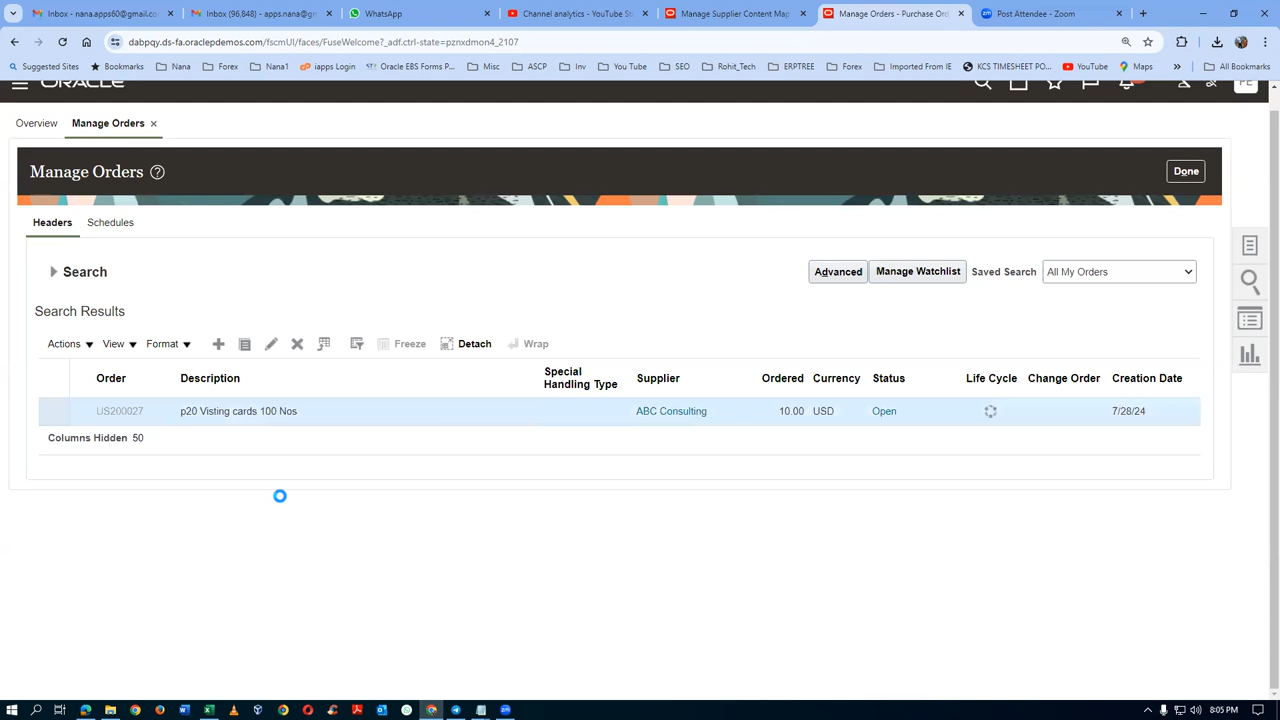 Inbox - nana.apps60@gmail.co
Inbox (96,848) - apps.nana@gr
WhatsApp
Channel analytics - YouTube St
Manage Supplier Content Map
Manage Orders - Purchase Ord
Post Attendee - Zoom
dabpqy.ds-fa.oraclepdemos.com/fscmUI/faces/FuseWelcome?_adf.ctrl-state=pznxdmon4_2107
Suggested Sites
Bookmarks
Nana
Forex
Nana1
iapps Login
Oracle EBS Forms P...
Misc
ASCP
Inv
You Tube
SEO
Rohit_Tech
ERPTREE
Forex
Imported From IE
KCS TIMESHEET PO...
YouTube
Maps
»
All Bookmarks
ORACLE
Overview
Manage Orders
Manage Orders
Done
Headers
Schedules
Search
Advanced
Manage Watchlist
Saved Search
All My Orders
Search Results
Actions
View
Format
Freeze
Detach
Wrap
Order
Description
Special
Handling Type
Supplier
Ordered
Currency
Status
Life Cycle
Change Order
Creation Date
US200027
p20 Visting cards 100 Nos
ABC Consulting
10.00
USD
Open
7/28/24
Columns Hidden 50
8:05 PM